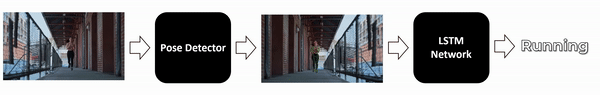 Pose Detector
LSTM
Network
Running